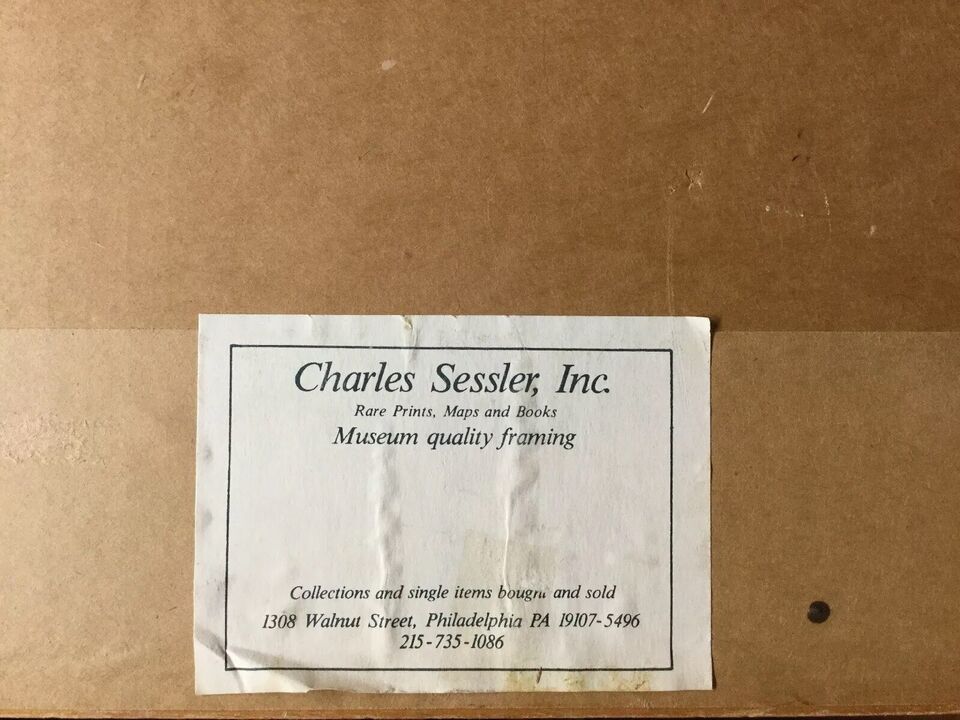 Charles Sessler, Inc.
Rare Prints, Maps and Books
Museum quality framing
Collections and single items bought and sold
1308 Walnut Street, Philadelphia PA 19107-5496
215-735-1086